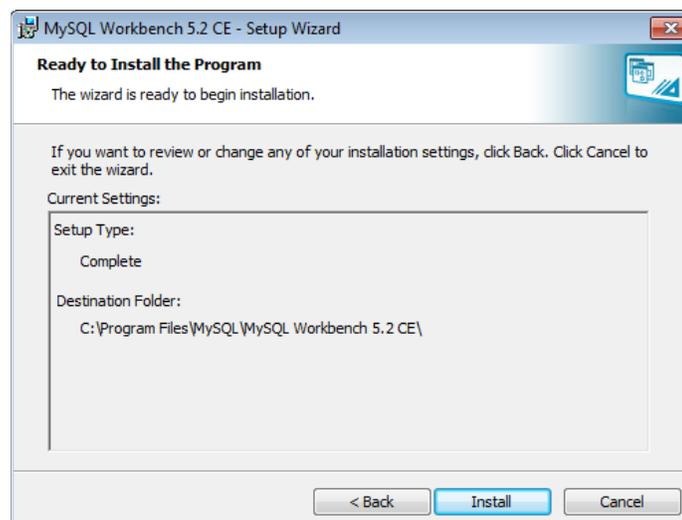 MySQL Workbench 5.2 CE - Setup Wizard
Ready to Install the Program
The wizard is ready to begin installation.
If you want to review or change any of your installation settings, click Back. Click Cancel to
exit the wizard.
Current Settings:
Setup Type:
Complete
Destination Folder:
C:\Program Files\MySQL\MySQL Workbench 5.2 CE\
< Back Install Cancel